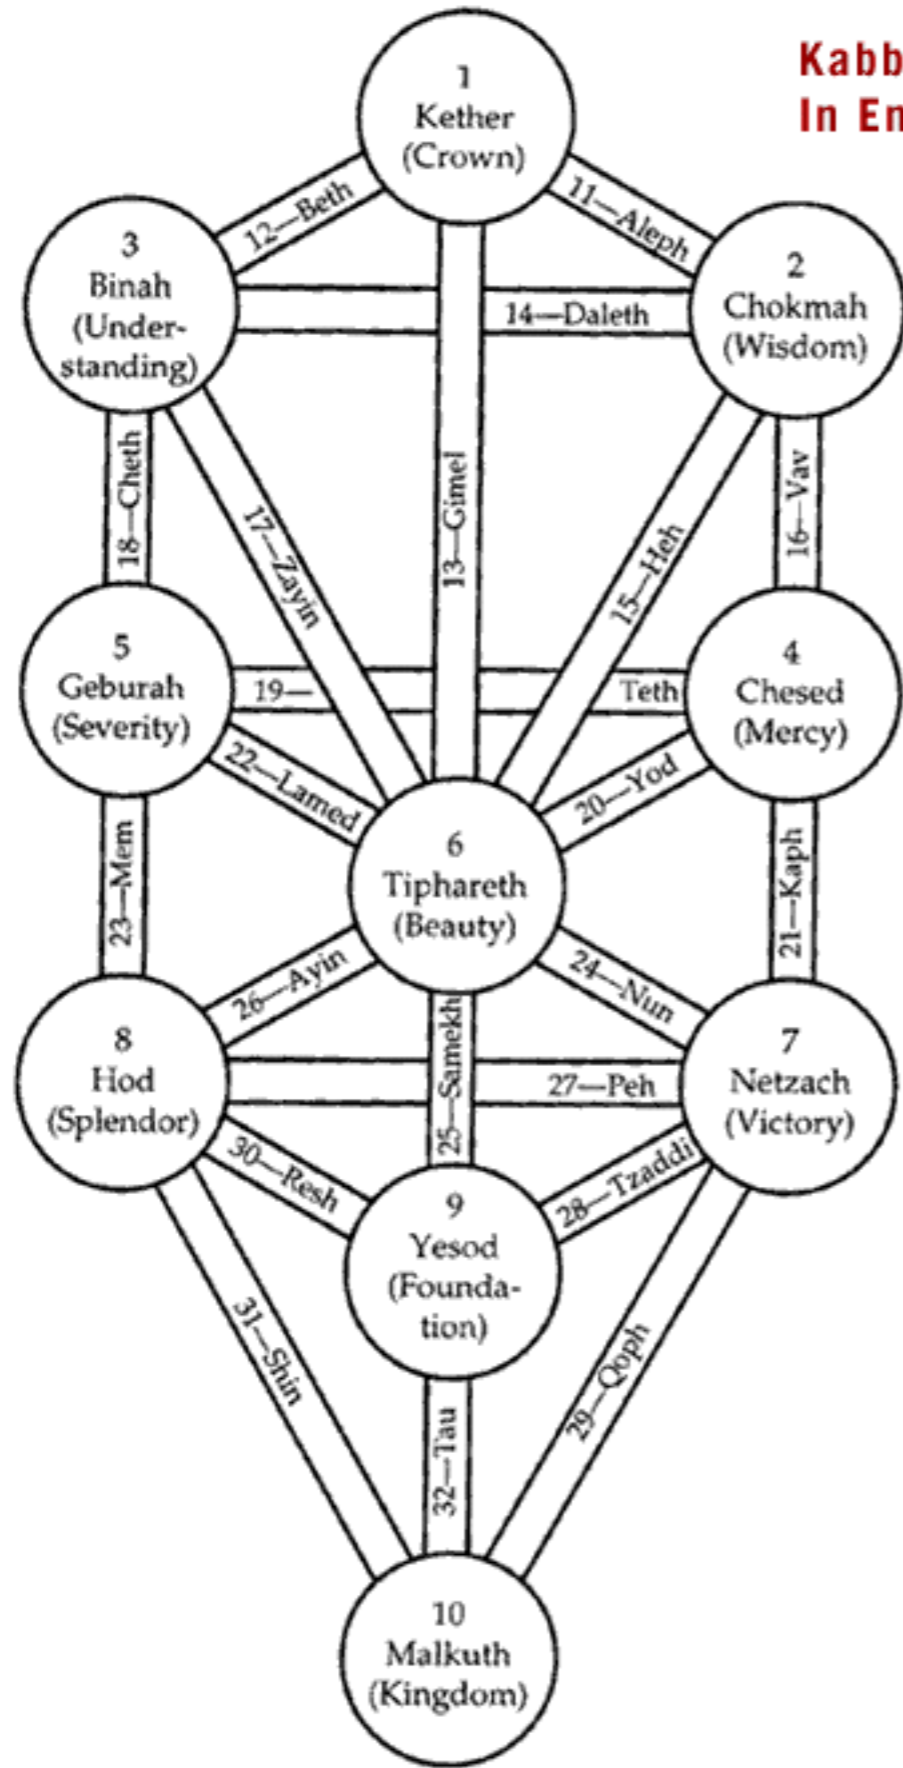 Kabb
In En
1
Kether
(Crown)
12—Beth
11—Aleph
3
Binah
(Under-
standing)
2
Chokmah
(Wisdom)
14—Daleth
13—Gimel
18—Cheth
17—Zayin
15—Heh
16—Vav
5
Geburah
(Severity)
19—
Teth
4
Chesed
(Mercy)
22—Lamed
20—Yod
6
Tiphareth
(Beauty)
23—Mem
21—Kaph
26—Ayin
24—Nun
25—Samekh
8
Hod
(Splendor)
27—Peh
7
Netzach
(Victory)
30—Resh
28—Tzaddi
9
Yesod
(Founda-
tion)
31—Shin
29—Qoph
32—Tau
10
Malkuth
(Kingdom)